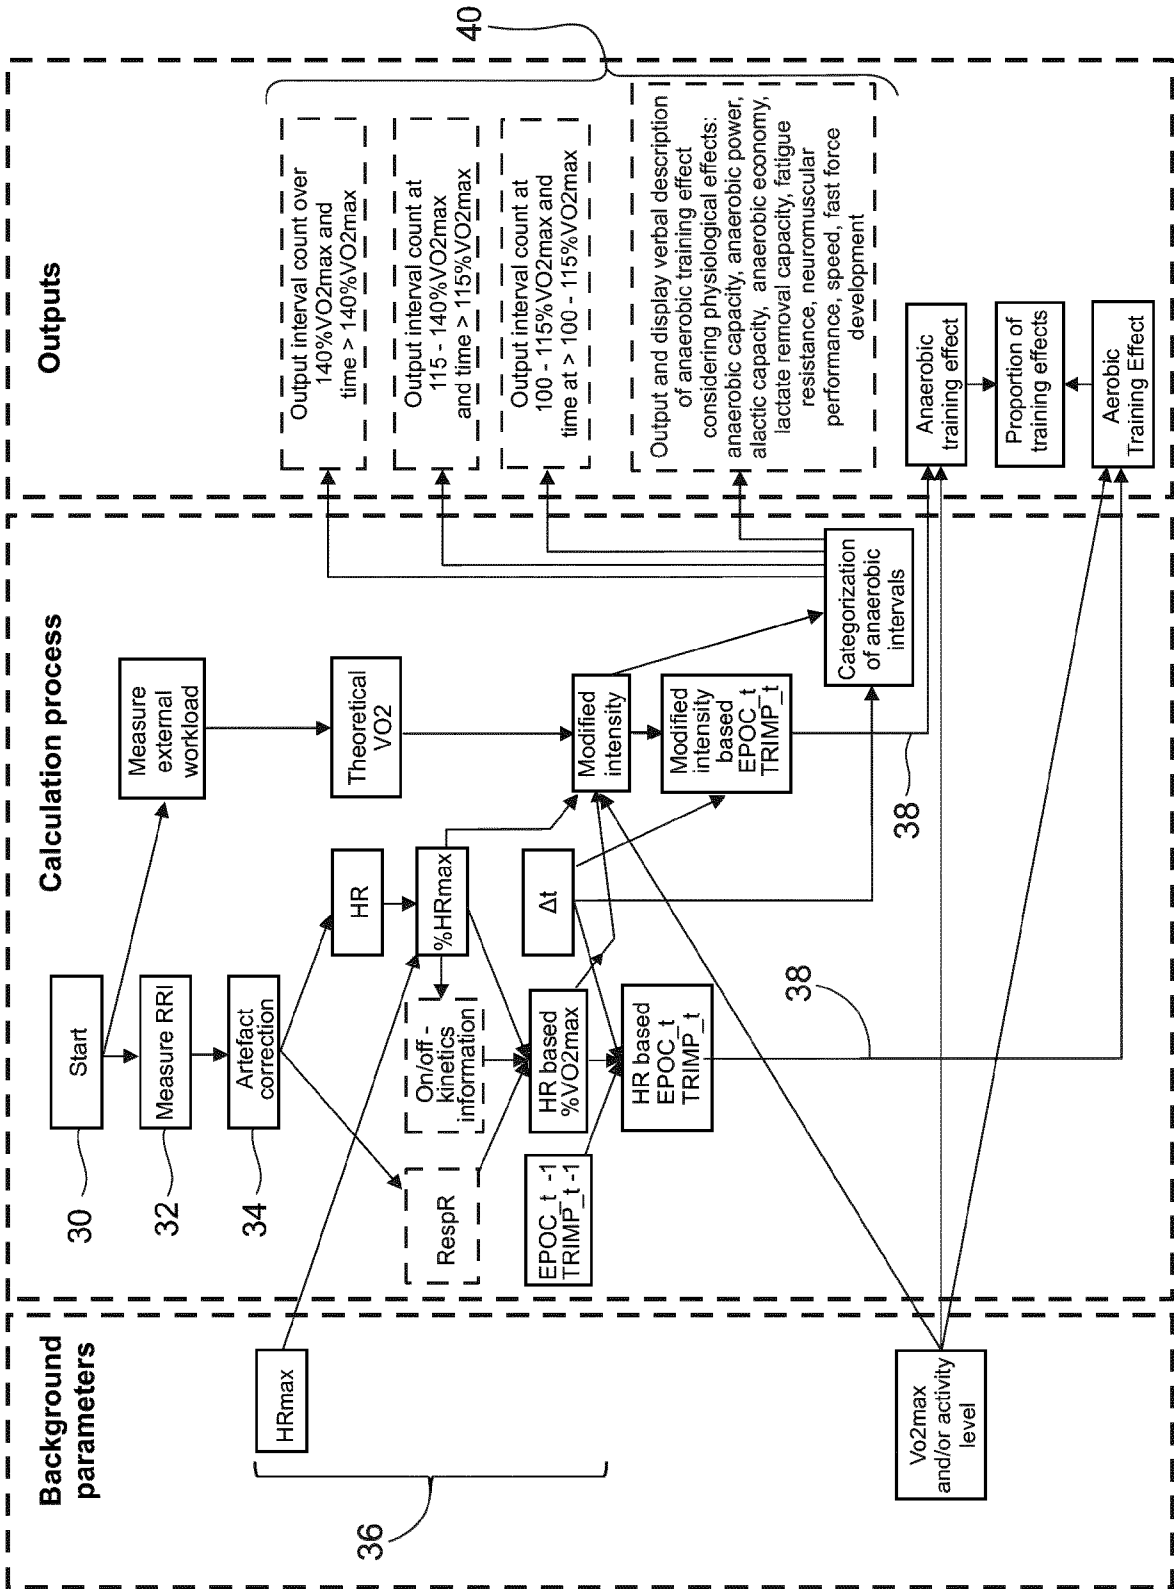 Background
parameters
HRmax
36
Vo2max
and/or activity
level
Calculation process
30
Start
32
Measure RRI
34
Artefact
correction
Measure
external
workload
HR
Theoretical
VO2
RespR
On/off -
kinetics
information
%HRmax
EPOC_t -1
TRIMP_t -1
HR based
%VO2max
Δt
Modified
intensity
HR based
EPOC_t
TRIMP_t
Modified
intensity
based
EPOC_t
TRIMP_t
Categorization
of anaerobic
intervals
38
38
Outputs
40
Output interval count over
140%VO2max and
time > 140%VO2max
Output interval count at
115 - 140%VO2max
and time > 115%VO2max
Output interval count at
100 - 115%VO2max and
time at > 100 - 115%VO2max
Output and display verbal description
of anaerobic training effect
considering physiological effects:
anaerobic capacity, anaerobic power,
alactic capacity, anaerobic economy,
lactate removal capacity, fatigue
resistance, neuromuscular
performance, speed, fast force
development
Anaerobic
training effect
Proportion of
training effects
Aerobic
Training Effect